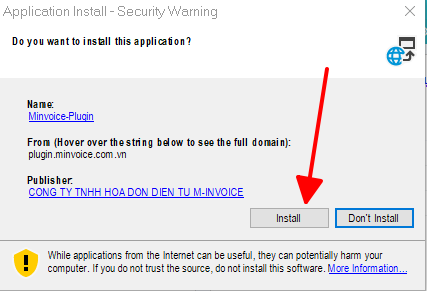 Application Install - Security Warning
Do you want to install this application?
Name:
Minvoice-Plugin
From (Hover over the string below to see the full domain):
plugin.minvoice.com.vn
Publisher:
CONG TY TNHH HOA DON DIEN TU M-INVOICE
Install
Don't Install
While applications from the Internet can be useful, they can potentially harm your
computer. If you do not trust the source, do not install this software. More Information...